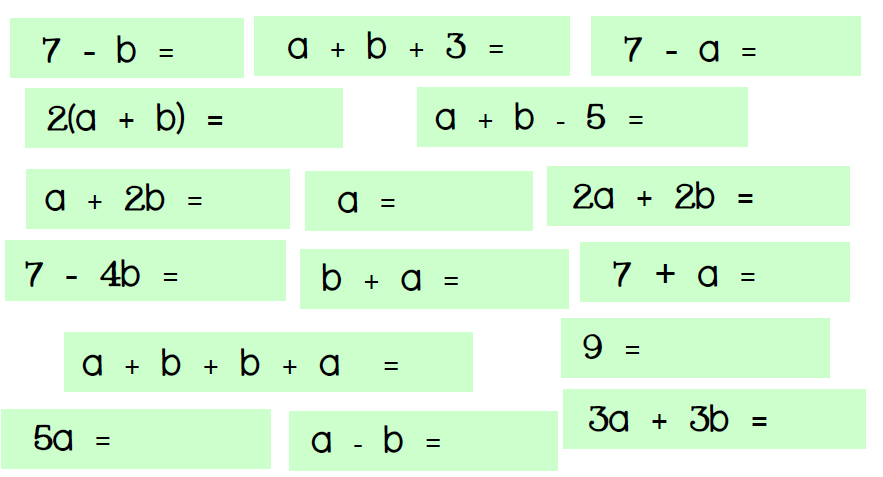 7 - b =
a + b + 3 =
7 - a =
2(a + b) =
a + b - 5 =
a + 2b =
a =
2a + 2b =
7 - 4b =
b + a =
7 + a =
a + b + b + a =
9 =
5a =
a - b =
3a + 3b =